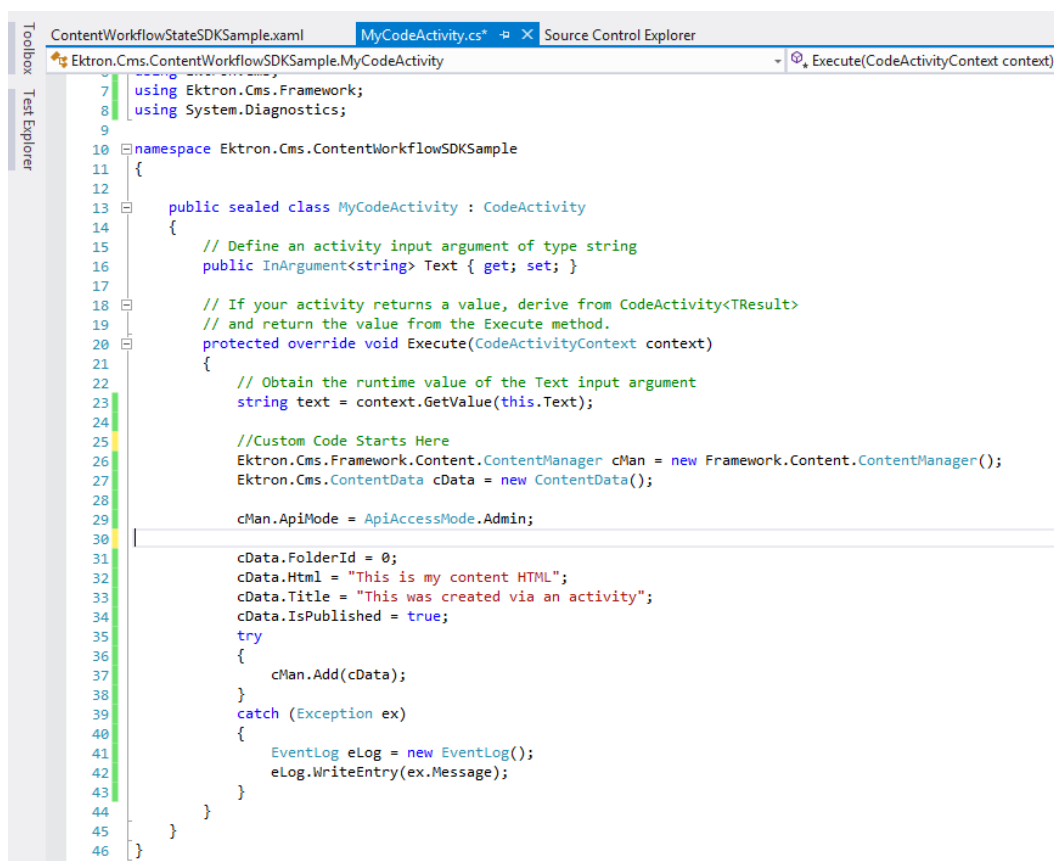 Toolbox
Test Explorer
ContentWorkflowStateSDKSample.xaml MyCodeActivity.cs* Source Control Explorer
Ektron.Cms.ContentWorkflowSDKSample.MyCodeActivity Execute(CodeActivityContext context)
7 using Ektron.Cms.Framework;
8 using System.Diagnostics;
9
10 namespace Ektron.Cms.ContentWorkflowSDKSample
11 {
12
13 public sealed class MyCodeActivity : CodeActivity
14 {
15 // Define an activity input argument of type string
16 public InArgument<string> Text { get; set; }
17
18 // If your activity returns a value, derive from CodeActivity<TResult>
19 // and return the value from the Execute method.
20 protected override void Execute(CodeActivityContext context)
21 {
22 // Obtain the runtime value of the Text input argument
23 string text = context.GetValue(this.Text);
24
25 //Custom Code Starts Here
26 Ektron.Cms.Framework.Content.ContentManager cMan = new Framework.Content.ContentManager();
27 Ektron.Cms.ContentData cData = new ContentData();
28
29 cMan.ApiMode = ApiAccessMode.Admin;
30
31 cData.FolderId = 0;
32 cData.Html = "This is my content HTML";
33 cData.Title = "This was created via an activity";
34 cData.IsPublished = true;
35 try
36 {
37 cMan.Add(cData);
38 }
39 catch (Exception ex)
40 {
41 EventLog eLog = new EventLog();
42 eLog.WriteEntry(ex.Message);
43 }
44 }
45 }
46 }